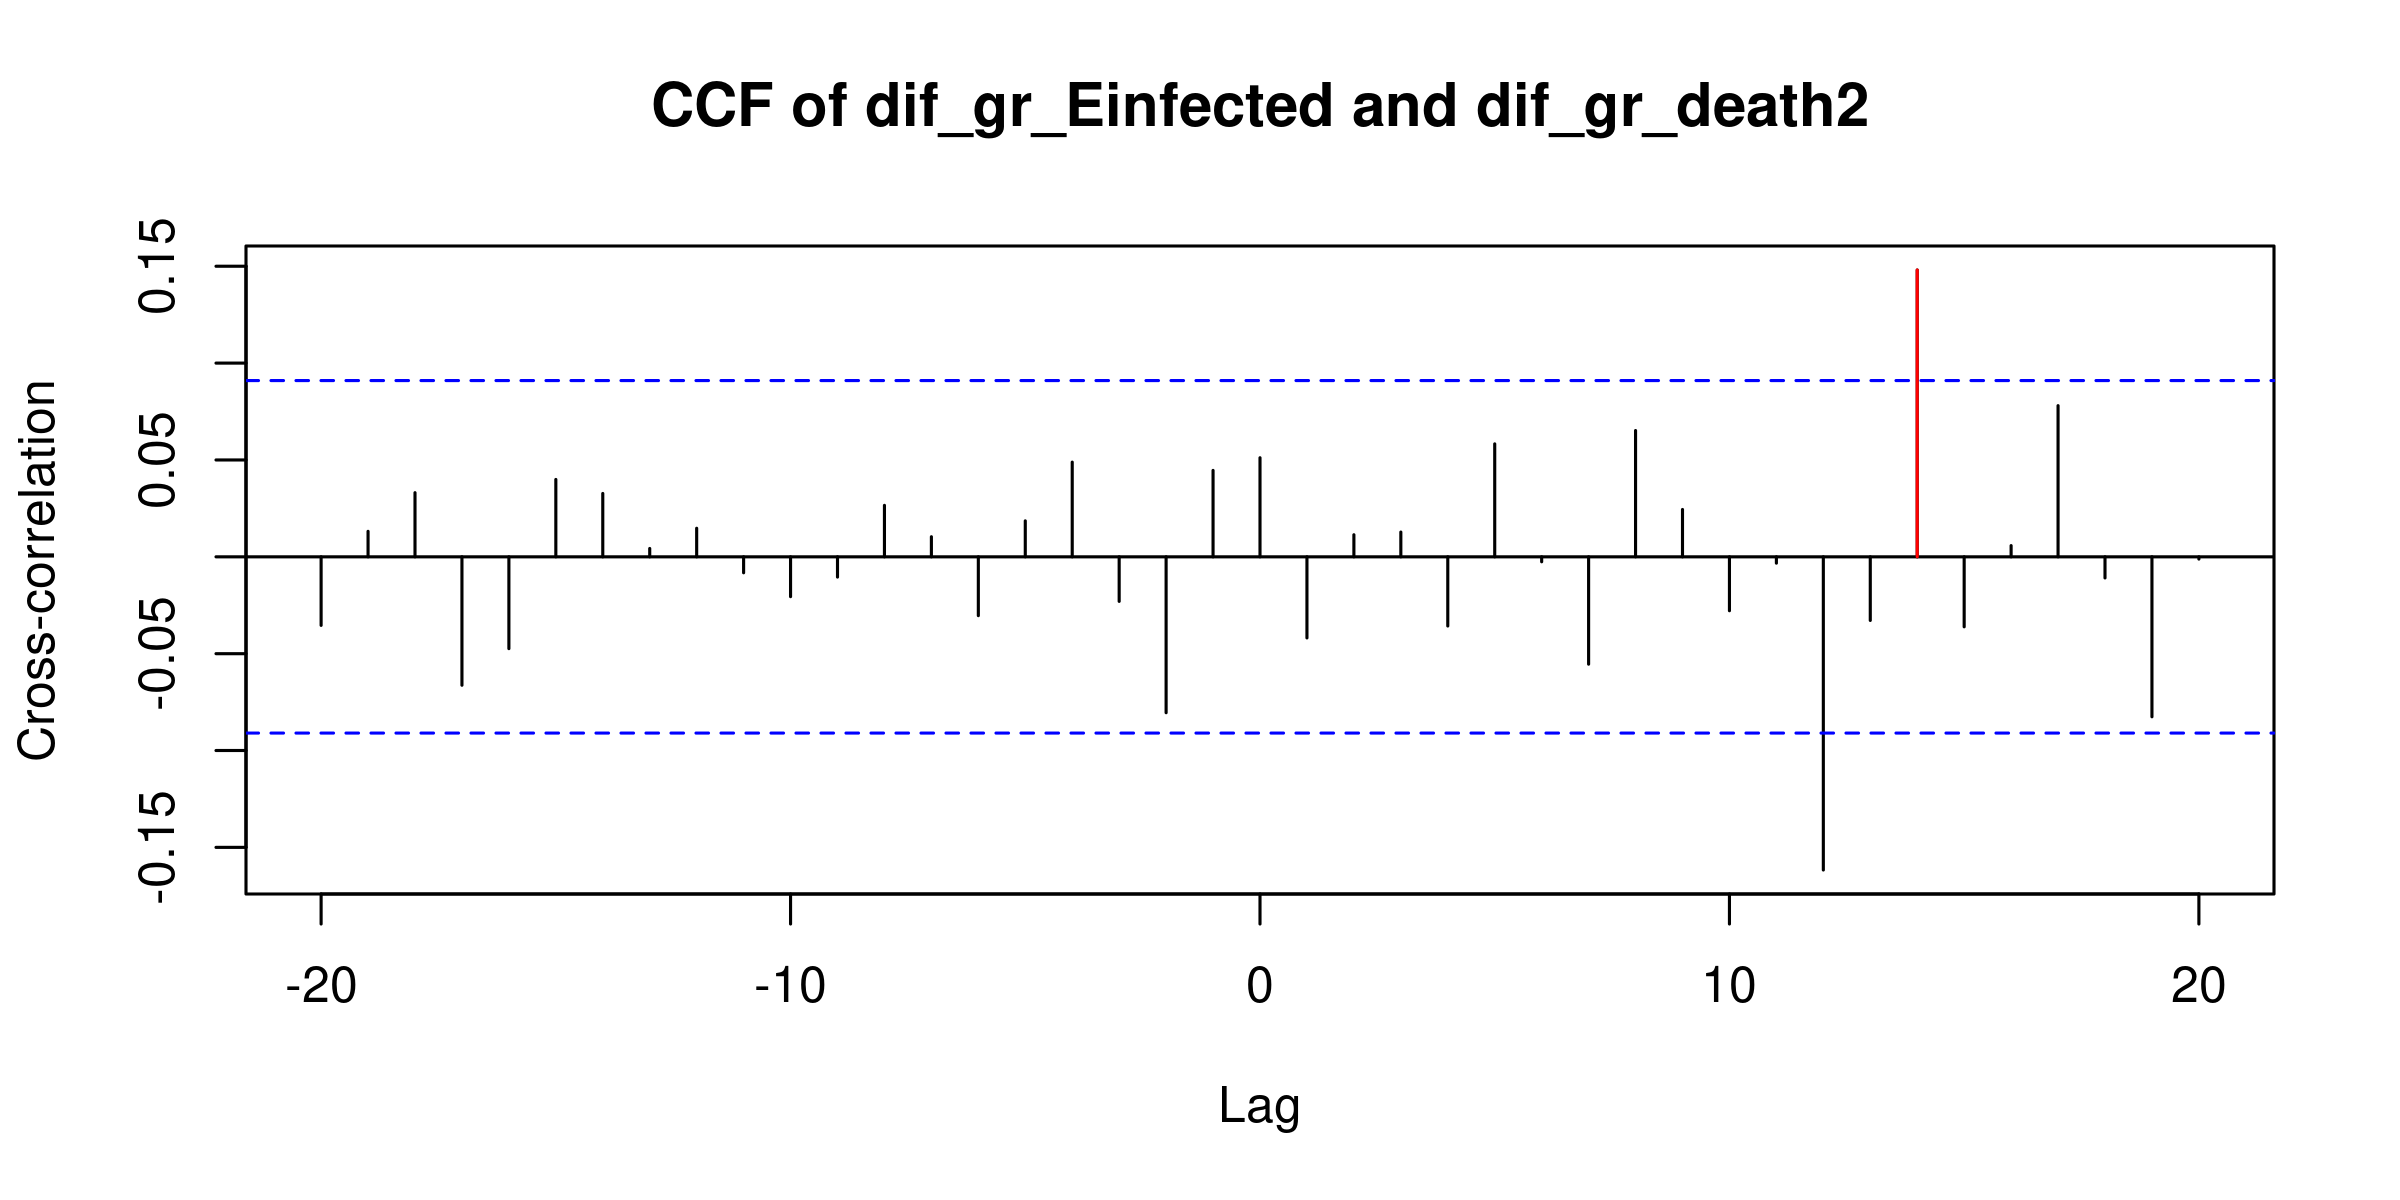 CCF of dif_gr_Einfected and dif_gr_death2
Cross-correlation
0.15
0.05
-0.05
-0.15
-20 -10 0 10 20
Lag